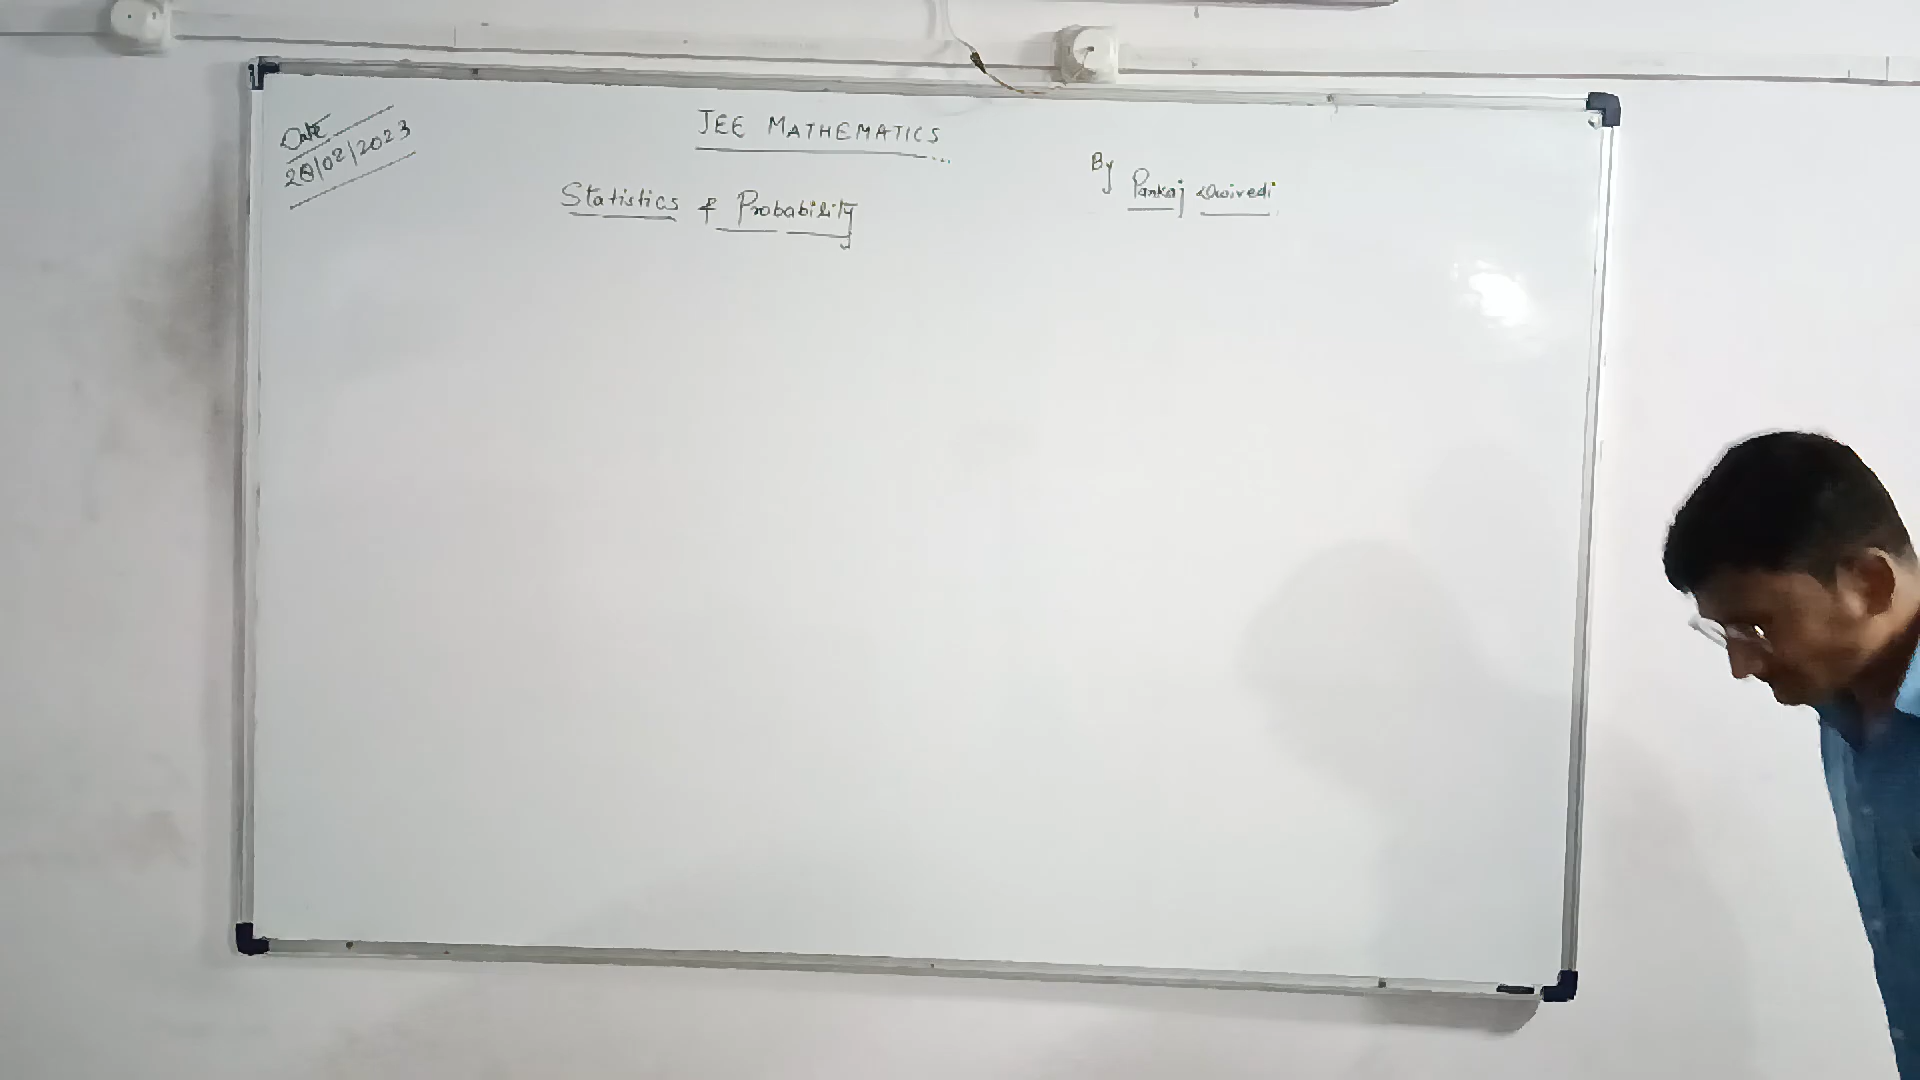 Date
28/02/2023
JEE MATHEMATICS
By Pankaj Dwivedi
Statistics & Probability